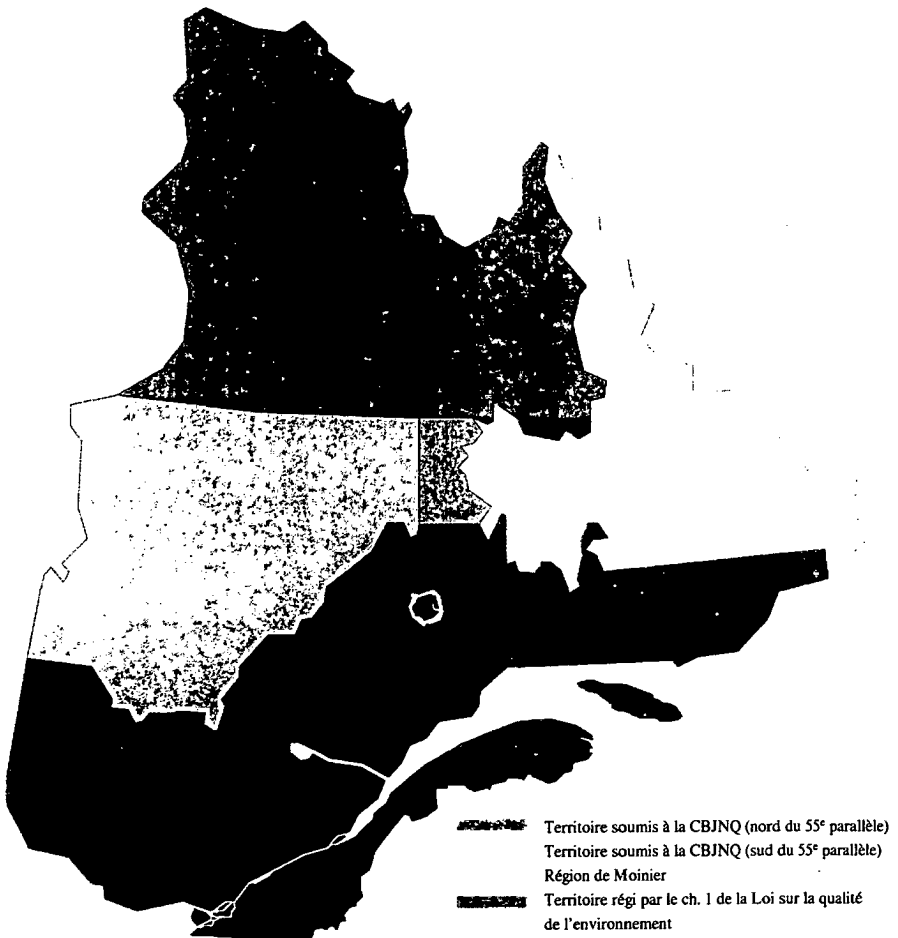 Territoire soumis à la CBJNQ (nord du 55e parallèle)
Territoire soumis à la CBJNQ (sud du 55e parallèle)
Région de Moinier
Territoire régi par le ch. 1 de la Loi sur la qualité
de l'environnement